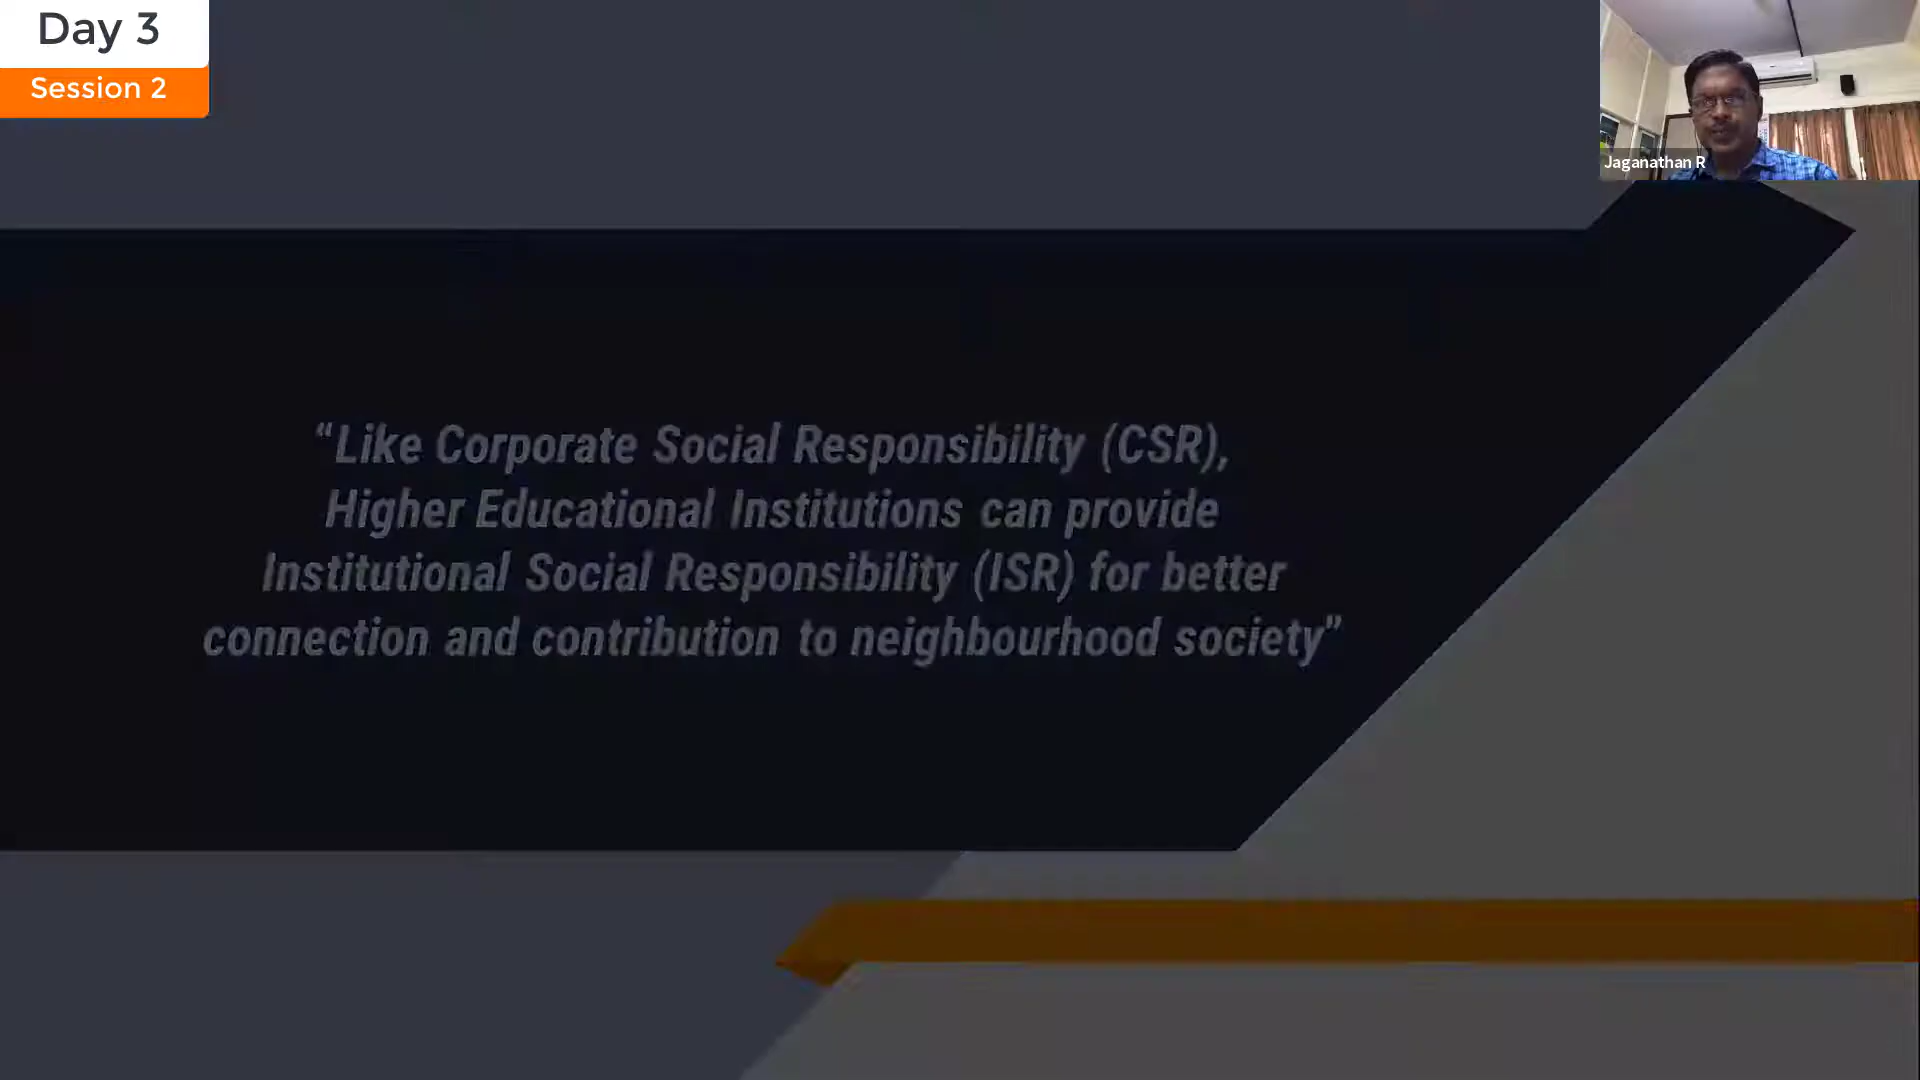 Day 3
Session 2
Jaganathan R
“Like Corporate Social Responsibility (CSR),
Higher Educational Institutions can provide
Institutional Social Responsibility (ISR) for better
connection and contribution to neighbourhood society”